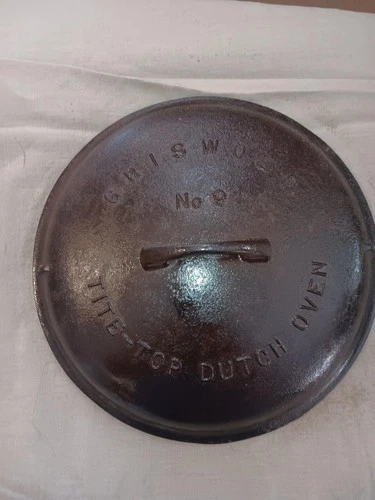 GRISWOLD
No 9
TITE-TOP DUTCH OVEN